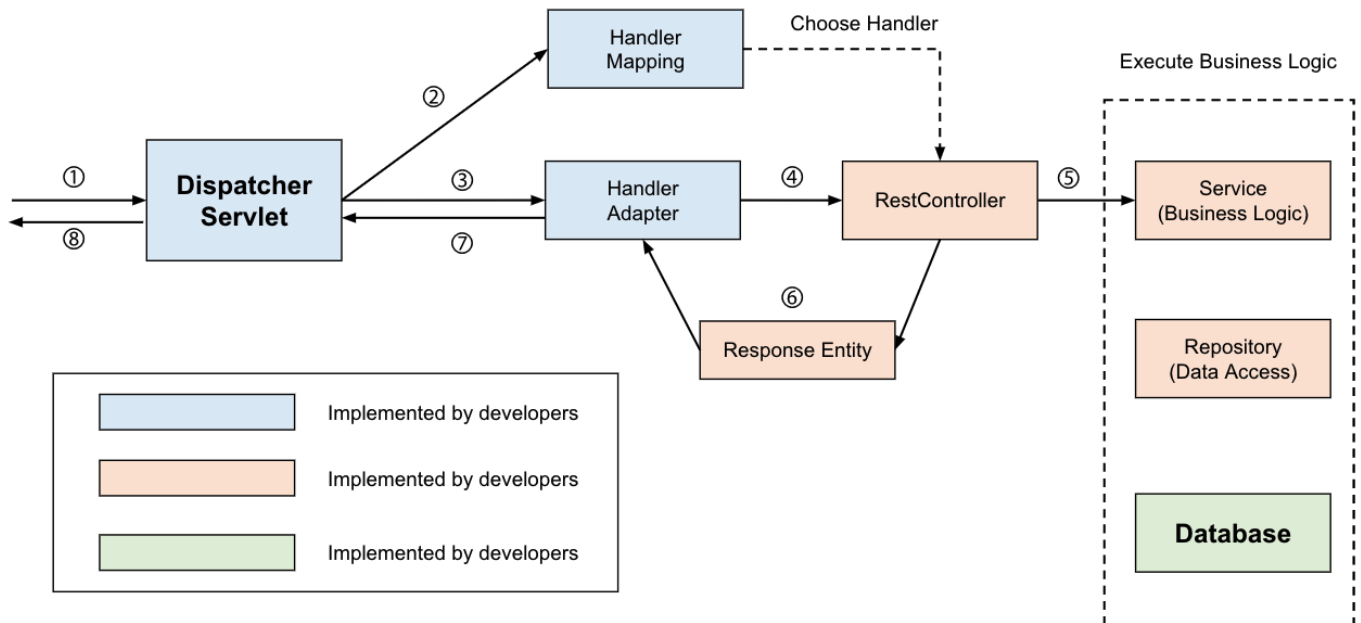 Choose Handler
Handler
Mapping
Execute Business Logic
②
①
Dispatcher
Servlet
③
Handler
Adapter
④
RestController
⑤
Service
(Business Logic)
⑧
⑦
⑥
Response Entity
Repository
(Data Access)
Implemented by developers
Implemented by developers
Implemented by developers
Database